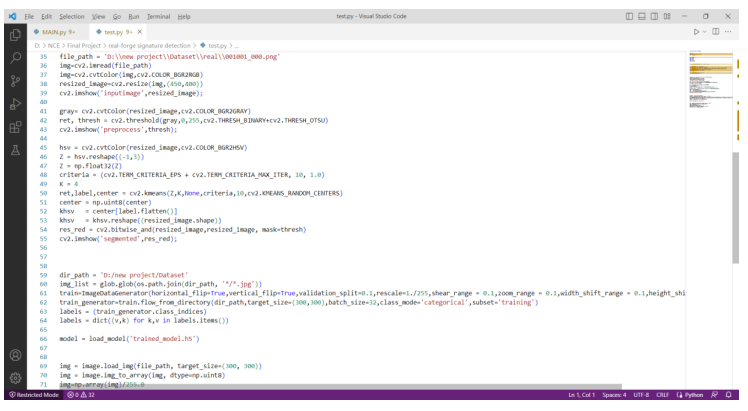 File Edit Selection View Go Run Terminal Help
test.py - Visual Studio Code
MAIN.py 9+
test.py 9+
D: > NCE > Final Project > real-forge signature detection > test.py > ...
35 file_path = 'D:\\new project\\Dataset\\real\\001001_000.png'
36 img=cv2.imread(file_path)
37 img=cv2.cvtColor(img,cv2.COLOR_BGR2RGB)
38 resized_image=cv2.resize(img,(450,400))
39 cv2.imshow('inputimage',resized_image);
40
41 gray= cv2.cvtColor(resized_image,cv2.COLOR_BGR2GRAY)
42 ret, thresh = cv2.threshold(gray,0,255,cv2.THRESH_BINARY+cv2.THRESH_OTSU)
43 cv2.imshow('preprocess',thresh);
44
45 hsv = cv2.cvtColor(resized_image,cv2.COLOR_BGR2HSV)
46 Z = hsv.reshape((-1,3))
47 Z = np.float32(Z)
48 criteria = (cv2.TERM_CRITERIA_EPS + cv2.TERM_CRITERIA_MAX_ITER, 10, 1.0)
49 K = 4
50 ret,label,center = cv2.kmeans(Z,K,None,criteria,10,cv2.KMEANS_RANDOM_CENTERS)
51 center = np.uint8(center)
52 khsv = center[label.flatten()]
53 khsv = khsv.reshape((resized_image.shape))
54 res_red = cv2.bitwise_and(resized_image,resized_image, mask=thresh)
55 cv2.imshow('segmented',res_red);
56
57
58
59 dir_path = 'D:/new project/Dataset'
60 img_list = glob.glob(os.path.join(dir_path, '*/*.jpg'))
61 train=ImageDataGenerator(horizontal_flip=True,vertical_flip=True,validation_split=0.1,rescale=1./255,shear_range = 0.1,zoom_range = 0.1,width_shift_range = 0.1,height_shi
62 train_generator=train.flow_from_directory(dir_path,target_size=(300,300),batch_size=32,class_mode='categorical',subset='training')
63 labels = (train_generator.class_indices)
64 labels = dict((v,k) for k,v in labels.items())
65
66 model = load_model('trained_model.h5')
67
68
69 img = image.load_img(file_path, target_size=(300, 300))
70 img = image.img_to_array(img, dtype=np.uint8)
71 img=np.array(img)/255.0
Restricted Mode 0 32
Ln 1, Col 1 Spaces: 4 UTF-8 CRLF Python